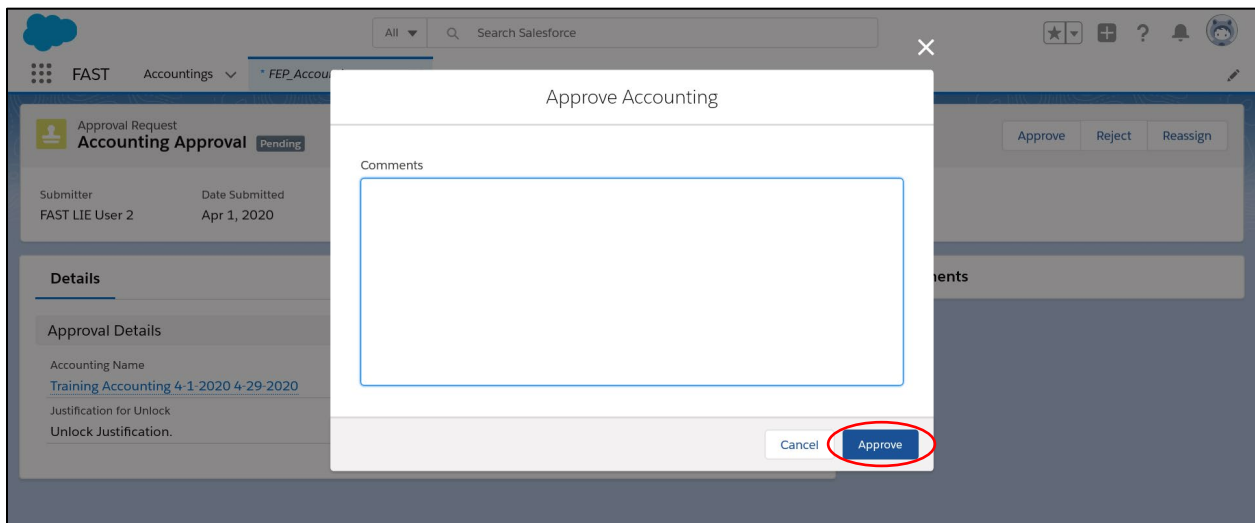 All
Search Salesforce
FAST
Accountings
* FEP_Accou
Approve Accounting
Approval Request
Accounting Approval Pending
Approve Reject Reassign
Comments
Submitter Date Submitted
FAST LIE User 2 Apr 1, 2020
Details
ents
Approval Details
Accounting Name
Training Accounting 4-1-2020 4-29-2020
Justification for Unlock
Unlock Justification.
Cancel Approve